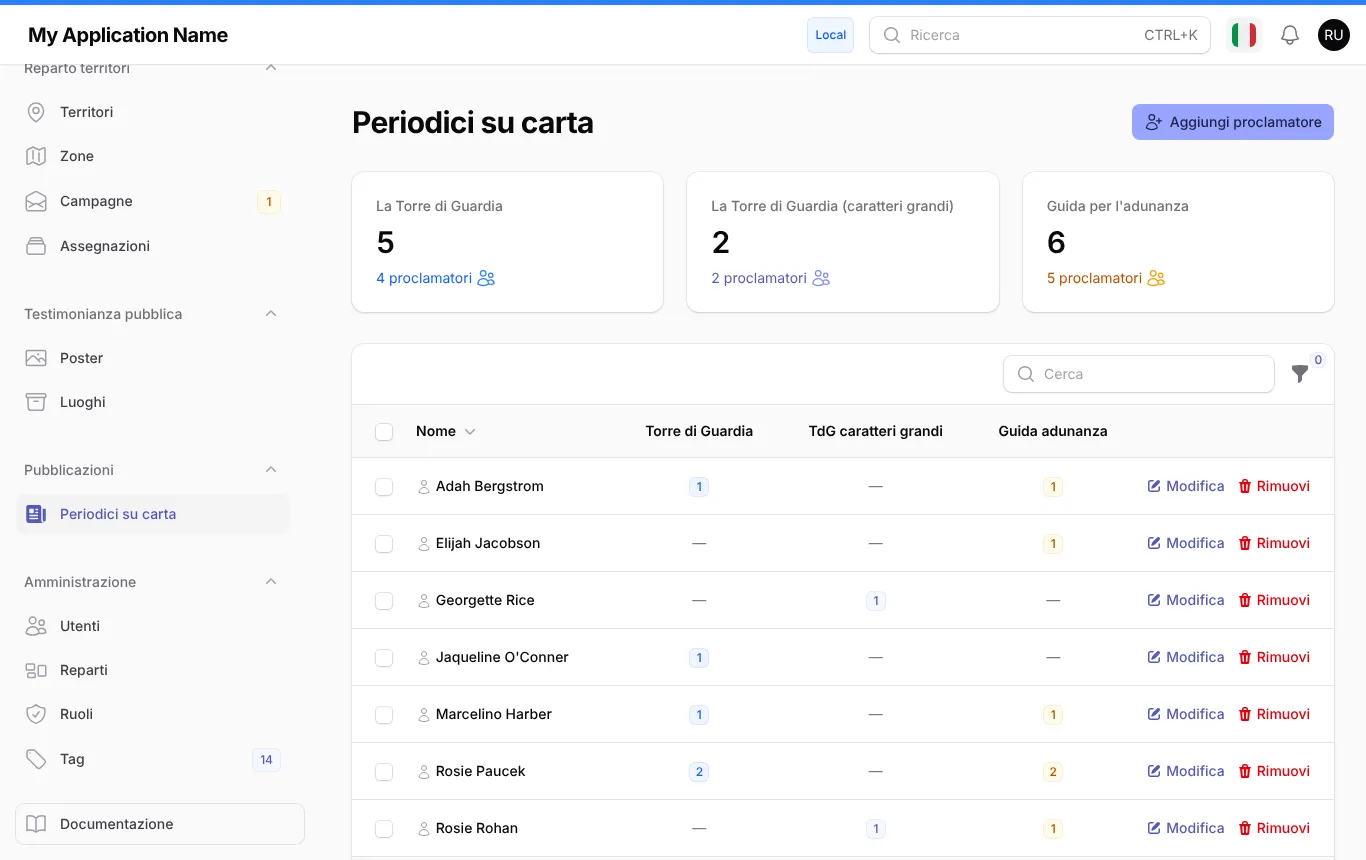 My Application Name
Local
Ricerca
CTRL+K
RU
Reparto territori
Territori
Zone
Campagne 1
Assegnazioni
Testimonianza pubblica
Poster
Luoghi
Pubblicazioni
Periodici su carta
Amministrazione
Utenti
Reparti
Ruoli
Tag 14
Documentazione
Periodici su carta
Aggiungi proclamatore
La Torre di Guardia
5
4 proclamatori
La Torre di Guardia (caratteri grandi)
2
2 proclamatori
Guida per l'adunanza
6
5 proclamatori
Cerca
0
Nome Torre di Guardia TdG caratteri grandi Guida adunanza
Adah Bergstrom 1 — 1 Modifica Rimuovi
Elijah Jacobson — — 1 Modifica Rimuovi
Georgette Rice — 1 — Modifica Rimuovi
Jaqueline O'Conner 1 — — Modifica Rimuovi
Marcelino Harber 1 — 1 Modifica Rimuovi
Rosie Paucek 2 — 2 Modifica Rimuovi
Rosie Rohan — 1 1 Modifica Rimuovi